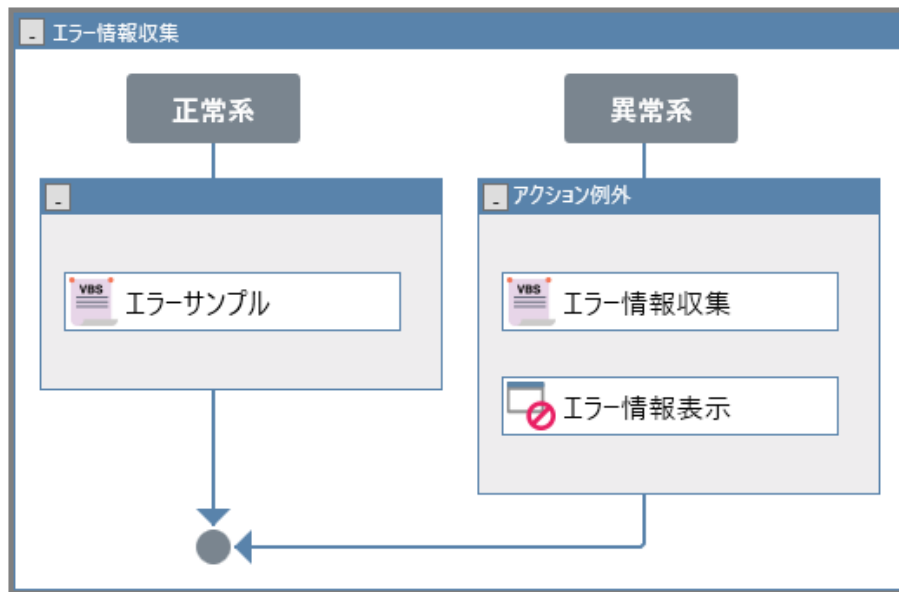 エラー情報収集
正常系
異常系
アクション例外
VBS エラーサンプル
VBS エラー情報収集
エラー情報表示